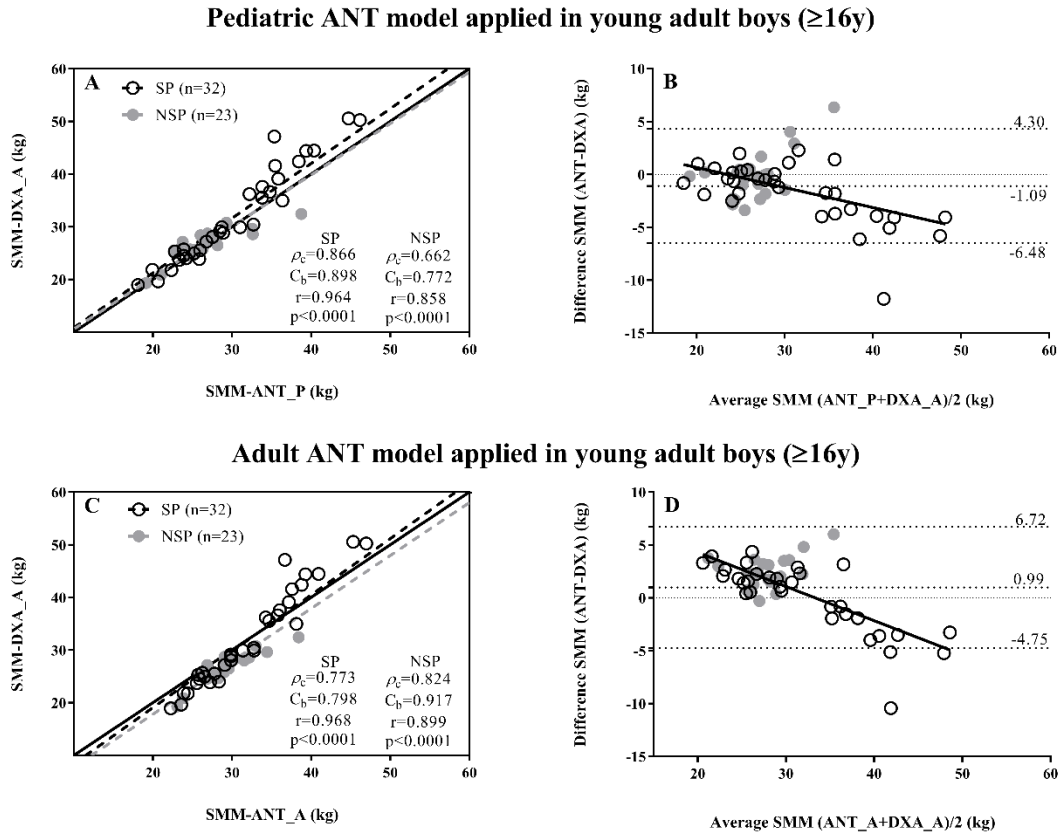 Pediatric ANT model applied in young adult boys (≥16y)
A
SP (n=32)
NSP (n=23)
SMM-DXA_A (kg)
60
50
40
30
20
SP NSP
ρc=0.866 ρc=0.662
Cb=0.898 Cb=0.772
r=0.964 r=0.858
p<0.0001 p<0.0001
20 30 40 50 60
SMM-ANT_P (kg)
B
Difference SMM (ANT-DXA) (kg)
10
5
0
-5
-10
-15
4.30
-1.09
-6.48
20 30 40 50 60
Average SMM (ANT_P+DXA_A)/2 (kg)
Adult ANT model applied in young adult boys (≥16y)
C
SP (n=32)
NSP (n=23)
SMM-DXA_A (kg)
60
50
40
30
20
SP NSP
ρc=0.773 ρc=0.824
Cb=0.798 Cb=0.917
r=0.968 r=0.899
p<0.0001 p<0.0001
20 30 40 50 60
SMM-ANT_A (kg)
D
Difference SMM (ANT-DXA) (kg)
10
5
0
-5
-10
-15
6.72
0.99
-4.75
20 30 40 50 60
Average SMM (ANT_A+DXA_A)/2 (kg)